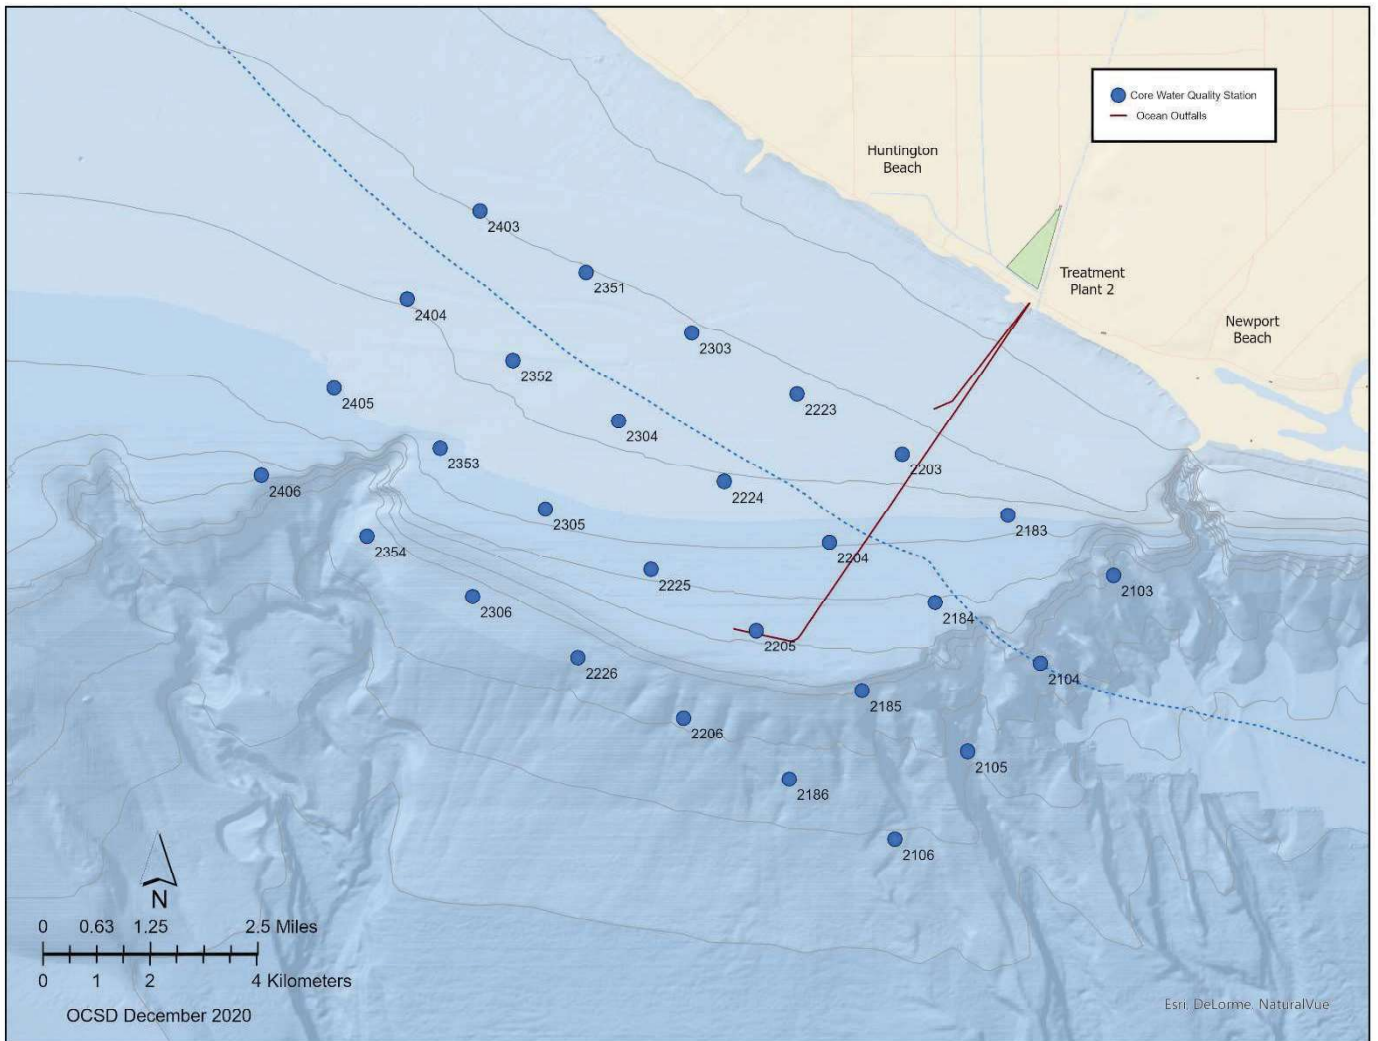 Core Water Quality Station
Ocean Outfalls
Huntington
Beach
Treatment
Plant 2
Newport
Beach
2403
2351
2404
2303
2352
2223
2405
2304
2203
2353
2224
2406
2183
2305
2354
2204
2225
2103
2306
2184
2205
2226
2104
2185
2206
2105
2186
2106
N
0 0.63 1.25 2.5 Miles
0 1 2 4 Kilometers
OCSD December 2020
Esri, DeLorme, NaturalVue